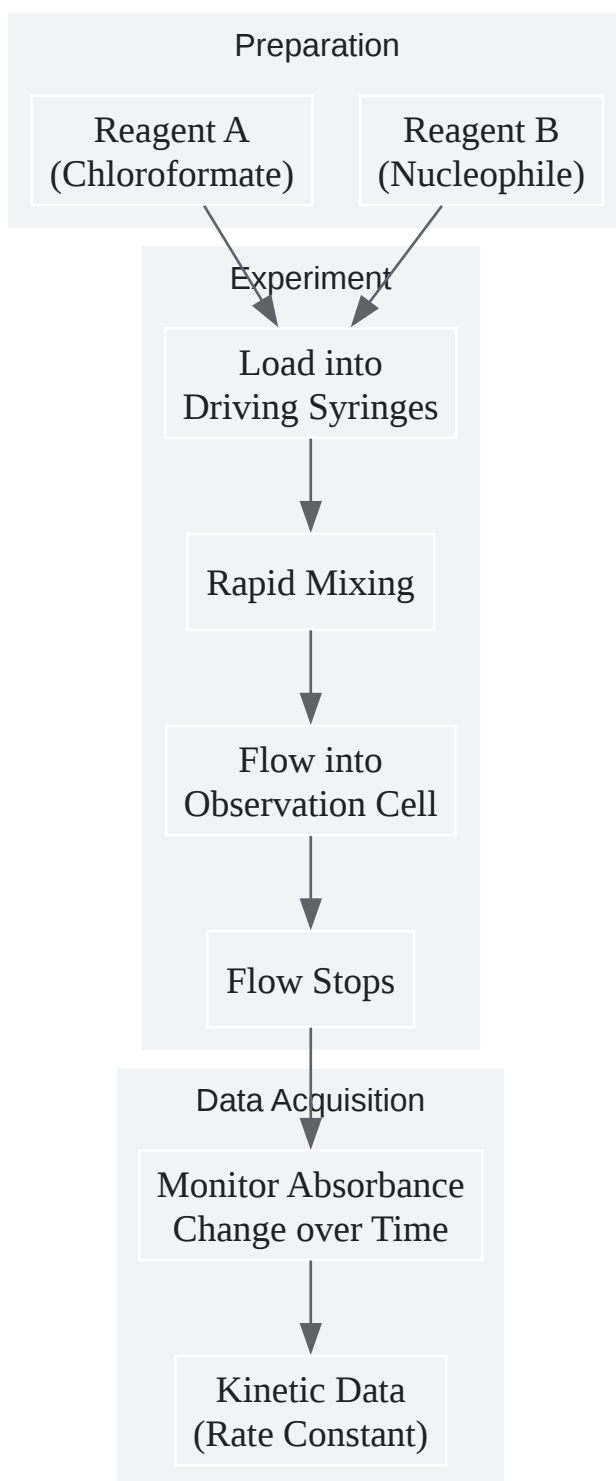 Preparation
Reagent A
(Chloroformate)
Reagent B
(Nucleophile)
Experiment
Load into
Driving Syringes
Rapid Mixing
Flow into
Observation Cell
Flow Stops
Data Acquisition
Monitor Absorbance
Change over Time
Kinetic Data
(Rate Constant)